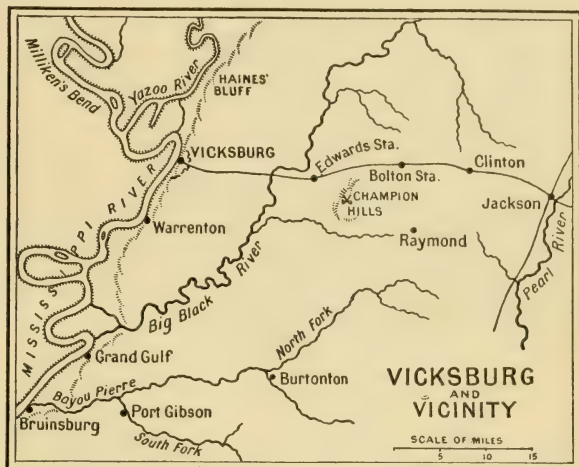 Milliken's Bend
Yazoo River
HAINES'
BLUFF
VICKSBURG
Edwards Sta.
Bolton Sta.
Clinton
CHAMPION
HILLS
Jackson
MISSISSIPPI RIVER
Warrenton
Raymond
Pearl River
Big Black River
Grand Gulf
North Fork
Bayou Pierre
Burtonton
Bruinsburg
Port Gibson
South Fork
VICKSBURG
AND
VICINITY
SCALE OF MILES
0 5 10 15